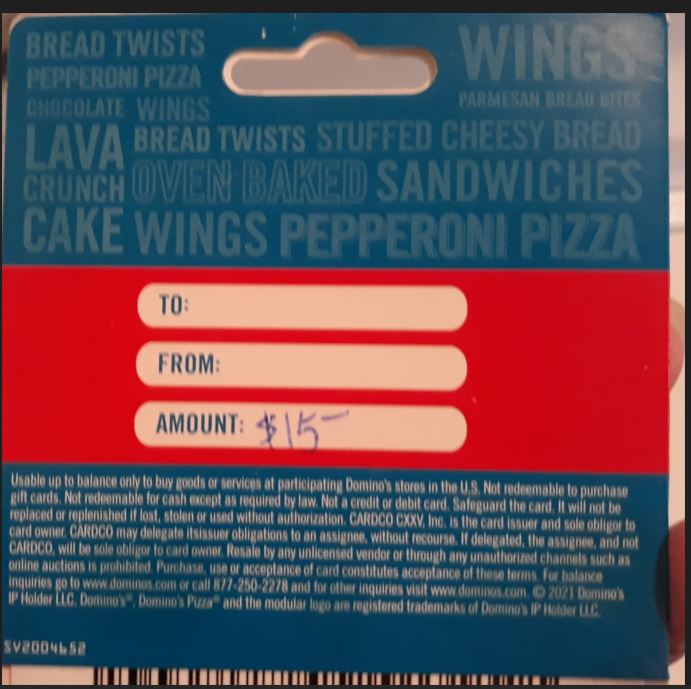 BREAD TWISTS
WINGS
PEPPERONI PIZZA
PARMESAN BREAD BITES
CHOCOLATE WINGS
LAVA BREAD TWISTS STUFFED CHEESY BREAD
CRUNCH OVEN BAKED SANDWICHES
CAKE WINGS PEPPERONI PIZZA
TO:
FROM:
AMOUNT: $15-
Usable up to balance only to buy goods or services at participating Domino's stores in the U.S. Not redeemable to purchase
gift cards. Not redeemable for cash except as required by law. Not a credit or debit card. Safeguard the card. It will not be
replaced or replenished if lost, stolen or used without authorization. CARDCO CXXV, Inc. is the card issuer and sole obligor to
card owner. CARDCO may delegate itsissuer obligations to an assignee, without recourse. If delegated, the assignee, and not
CARDCO, will be sole obligor to card owner. Resale by any unlicensed vendor or through any unauthorized channels such as
online auctions is prohibited. Purchase, use or acceptance of card constitutes acceptance of these terms. For balance
inquiries go to www.dominos.com or call 877-250-2278 and for other inquiries visit www.dominos.com. © 2021 Domino's
IP Holder LLC. Domino's®, Domino's Pizza® and the modular logo are registered trademarks of Domino's IP Holder LLC.
SV2004652